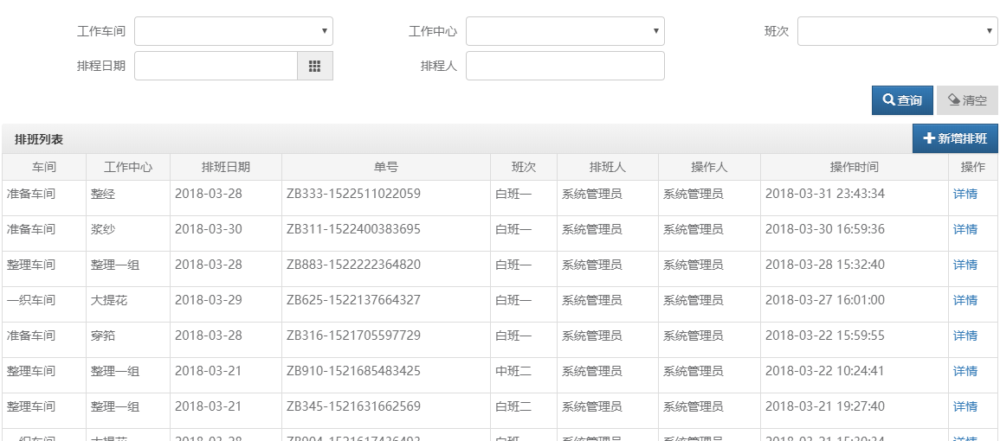 工作车间 工作中心 班次
排程日期 排程人
查询 清空
排班列表 新增排班
车间 工作中心 排班日期 单号 班次 排班人 操作人 操作时间 操作
准备车间 整经 2018-03-28 ZB333-1522511022059 白班一 系统管理员 系统管理员 2018-03-31 23:43:34 详情
准备车间 浆纱 2018-03-30 ZB311-1522400383695 白班一 系统管理员 系统管理员 2018-03-30 16:59:36 详情
整理车间 整理一组 2018-03-28 ZB883-1522222364820 白班一 系统管理员 系统管理员 2018-03-28 15:32:40 详情
一织车间 大提花 2018-03-29 ZB625-1522137664327 白班一 系统管理员 系统管理员 2018-03-27 16:01:00 详情
准备车间 穿筘 2018-03-28 ZB316-1521705597729 白班一 系统管理员 系统管理员 2018-03-22 15:59:55 详情
整理车间 整理一组 2018-03-21 ZB910-1521685483425 中班二 系统管理员 系统管理员 2018-03-22 10:24:41 详情
整理车间 整理一组 2018-03-21 ZB345-1521631662569 白班二 系统管理员 系统管理员 2018-03-21 19:27:40 详情